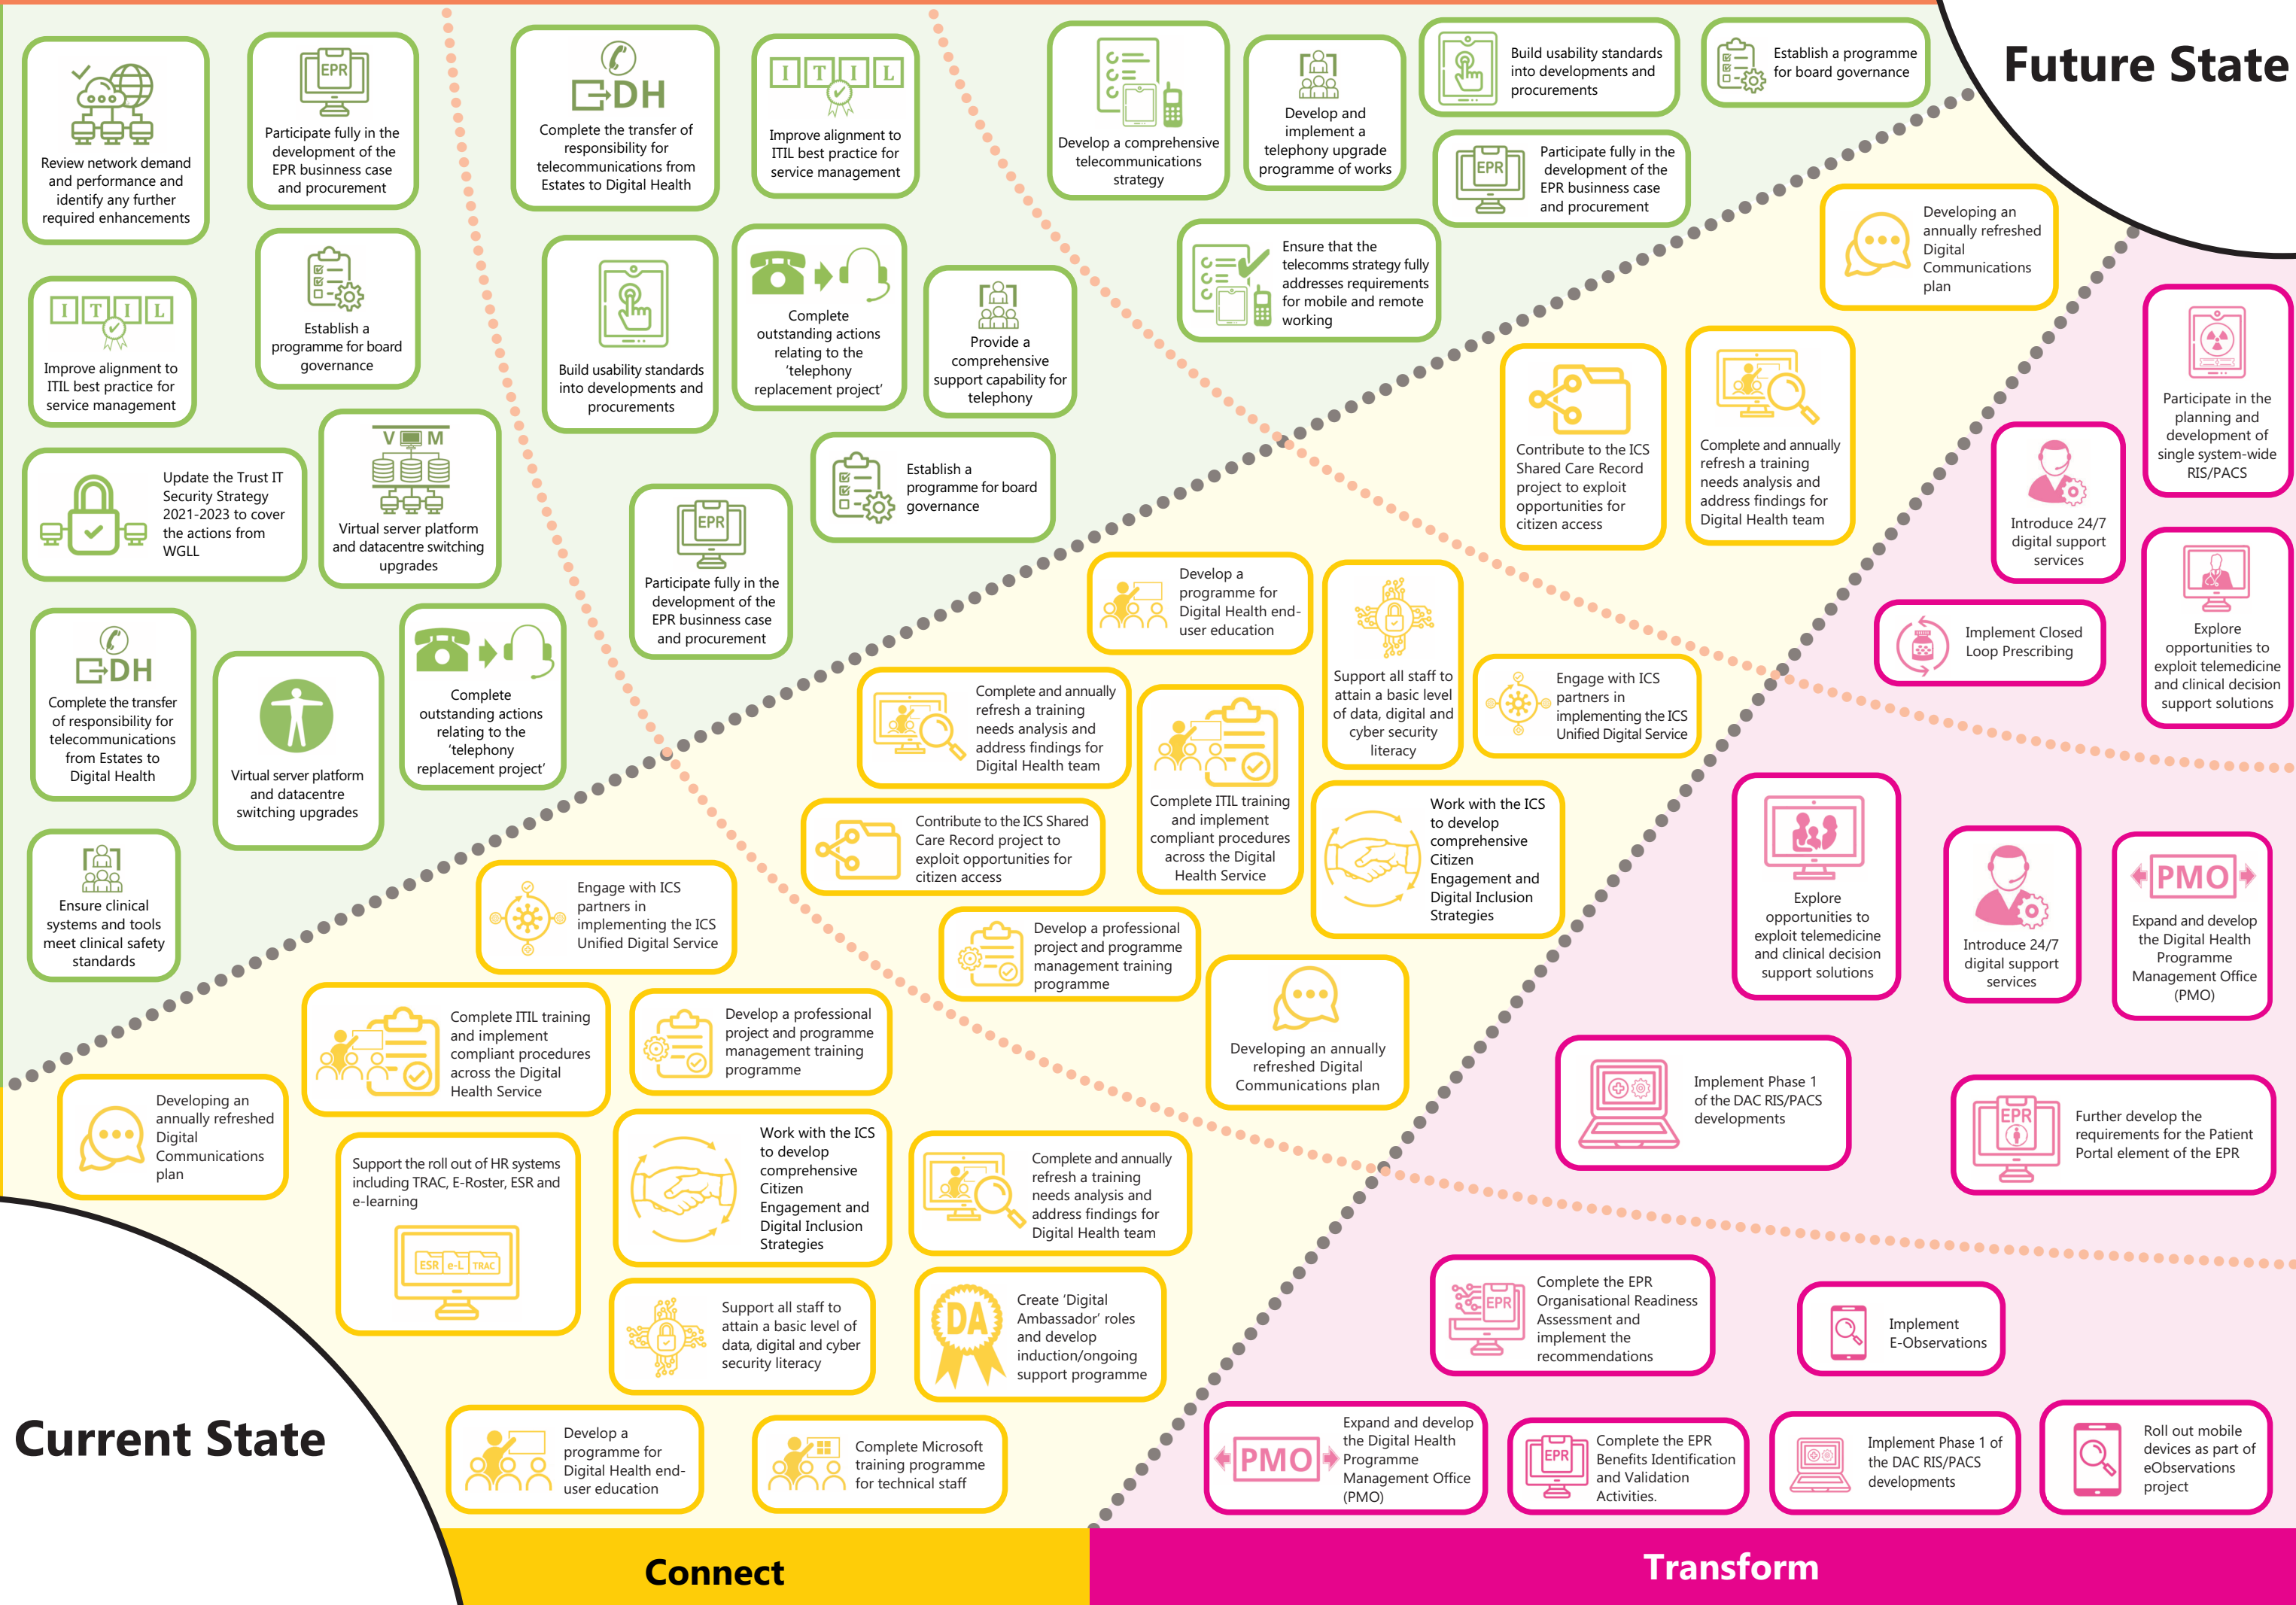 Future State
Review network demand
and performance and
identify any further
required enhancements
EPR
Participate fully in the
development of the
EPR businness case
and procurement
DH
Complete the transfer of
responsibility for
telecommunications from
Estates to Digital Health
I T I L
Improve alignment to
ITIL best practice for
service management
Develop a comprehensive
telecommunications
strategy
Develop and
implement a
telephony upgrade
programme of works
Build usability standards
into developments and
procurements
Establish a programme
for board governance
EPR
Participate fully in the
development of the
EPR businness case
and procurement
Ensure that the
telecomms strategy fully
addresses requirements
for mobile and remote
working
I T I L
Improve alignment to
ITIL best practice for
service management
Establish a
programme for board
governance
Build usability standards
into developments and
procurements
Complete
outstanding actions
relating to the
‘telephony
replacement project’
Provide a
comprehensive
support capability for
telephony
Update the Trust IT
Security Strategy
2021-2023 to cover
the actions from
WGLL
V M
Virtual server platform
and datacentre switching
upgrades
EPR
Participate fully in the
development of the
EPR businness case
and procurement
Establish a
programme for board
governance
DH
Complete the transfer
of responsibility for
telecommunications
from Estates to
Digital Health
Virtual server platform
and datacentre
switching upgrades
Complete
outstanding actions
relating to the
‘telephony
replacement project’
Ensure clinical
systems and tools
meet clinical safety
standards
Developing an
annually refreshed
Digital
Communications
plan
Contribute to the ICS
Shared Care Record
project to exploit
opportunities for
citizen access
Complete and annually
refresh a training
needs analysis and
address findings for
Digital Health team
Develop a
programme for
Digital Health end-
user education
Support all staff to
attain a basic level
of data, digital and
cyber security
literacy
Engage with ICS
partners in
implementing the ICS
Unified Digital Service
Complete and annually
refresh a training
needs analysis and
address findings for
Digital Health team
Complete ITIL training
and implement
compliant procedures
across the Digital
Health Service
Work with the ICS
to develop
comprehensive
Citizen
Engagement and
Digital Inclusion
Strategies
Contribute to the ICS Shared
Care Record project to
exploit opportunities for
citizen access
Develop a professional
project and programme
management training
programme
Developing an annually
refreshed Digital
Communications plan
Engage with ICS
partners in
implementing the ICS
Unified Digital Service
Complete ITIL training
and implement
compliant procedures
across the Digital
Health Service
Develop a professional
project and programme
management training
programme
Developing an
annually refreshed
Digital
Communications
plan
Support the roll out of HR systems
including TRAC, E-Roster, ESR and
e-learning
ESR e-L TRAC
Work with the ICS
to develop
comprehensive
Citizen
Engagement and
Digital Inclusion
Strategies
Complete and annually
refresh a training
needs analysis and
address findings for
Digital Health team
Support all staff to
attain a basic level of
data, digital and cyber
security literacy
DA
Create ‘Digital
Ambassador’ roles
and develop
induction/ongoing
support programme
Develop a
programme for
Digital Health end-
user education
Complete Microsoft
training programme
for technical staff
Participate in the
planning and
development of
single system-wide
RIS/PACS
Introduce 24/7
digital support
services
Explore
opportunities to
exploit telemedicine
and clinical decision
support solutions
Implement Closed
Loop Prescribing
Explore
opportunities to
exploit telemedicine
and clinical decision
support solutions
Introduce 24/7
digital support
services
PMO
Expand and develop
the Digital Health
Programme
Management Office
(PMO)
Implement Phase 1
of the DAC RIS/PACS
developments
EPR
Further develop the
requirements for the Patient
Portal element of the EPR
EPR
Complete the EPR
Organisational Readiness
Assessment and
implement the
recommendations
Implement
E-Observations
PMO
Expand and develop
the Digital Health
Programme
Management Office
(PMO)
EPR
Complete the EPR
Benefits Identification
and Validation
Activities.
Implement Phase 1 of
the DAC RIS/PACS
developments
Roll out mobile
devices as part of
eObservations
project
Current State
Connect
Transform